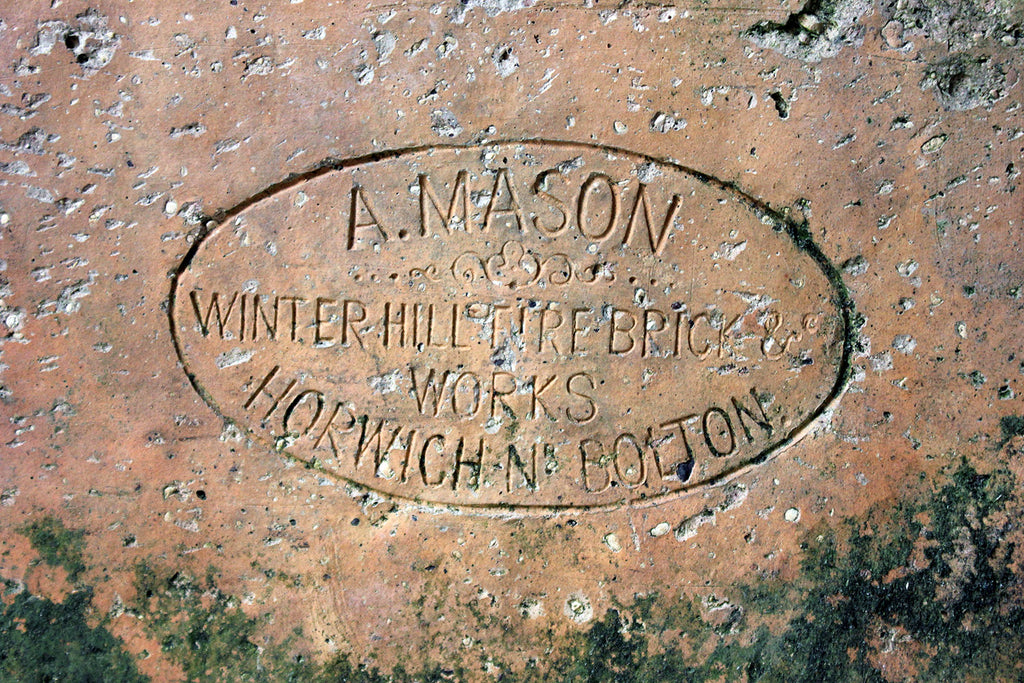 A. MASON
WINTER HILL FIRE BRICK &c
WORKS
HORWICH Nr BOLTON